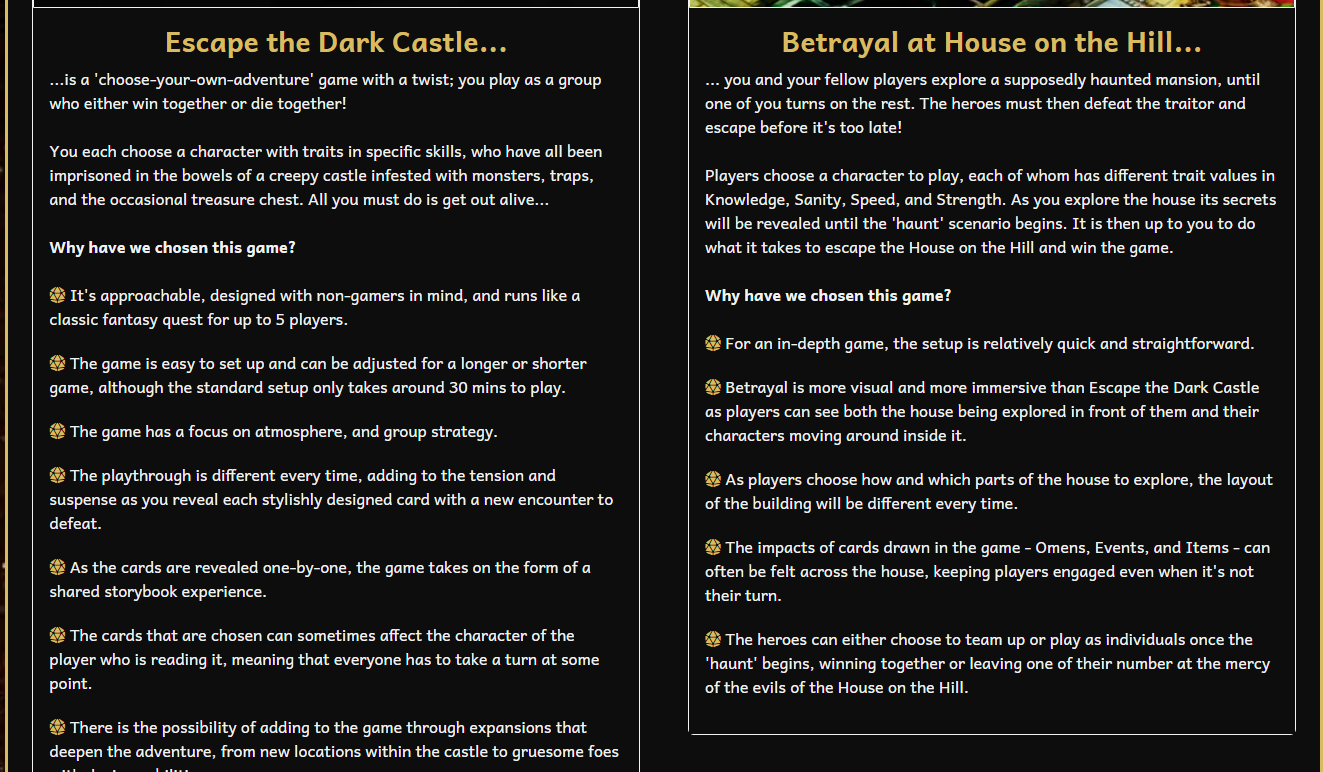 Escape the Dark Castle...
...is a 'choose-your-own-adventure' game with a twist; you play as a group
who either win together or die together!
You each choose a character with traits in specific skills, who have all been
imprisoned in the bowels of a creepy castle infested with monsters, traps,
and the occasional treasure chest. All you must do is get out alive...
Why have we chosen this game?
It's approachable, designed with non-gamers in mind, and runs like a
classic fantasy quest for up to 5 players.
The game is easy to set up and can be adjusted for a longer or shorter
game, although the standard setup only takes around 30 mins to play.
The game has a focus on atmosphere, and group strategy.
The playthrough is different every time, adding to the tension and
suspense as you reveal each stylishly designed card with a new encounter to
defeat.
As the cards are revealed one-by-one, the game takes on the form of a
shared storybook experience.
The cards that are chosen can sometimes affect the character of the
player who is reading it, meaning that everyone has to take a turn at some
point.
There is the possibility of adding to the game through expansions that
deepen the adventure, from new locations within the castle to gruesome foes
Betrayal at House on the Hill...
... you and your fellow players explore a supposedly haunted mansion, until
one of you turns on the rest. The heroes must then defeat the traitor and
escape before it's too late!
Players choose a character to play, each of whom has different trait values in
Knowledge, Sanity, Speed, and Strength. As you explore the house its secrets
will be revealed until the 'haunt' scenario begins. It is then up to you to do
what it takes to escape the House on the Hill and win the game.
Why have we chosen this game?
For an in-depth game, the setup is relatively quick and straightforward.
Betrayal is more visual and more immersive than Escape the Dark Castle
as players can see both the house being explored in front of them and their
characters moving around inside it.
As players choose how and which parts of the house to explore, the layout
of the building will be different every time.
The impacts of cards drawn in the game - Omens, Events, and Items - can
often be felt across the house, keeping players engaged even when it's not
their turn.
The heroes can either choose to team up or play as individuals once the
'haunt' begins, winning together or leaving one of their number at the mercy
of the evils of the House on the Hill.